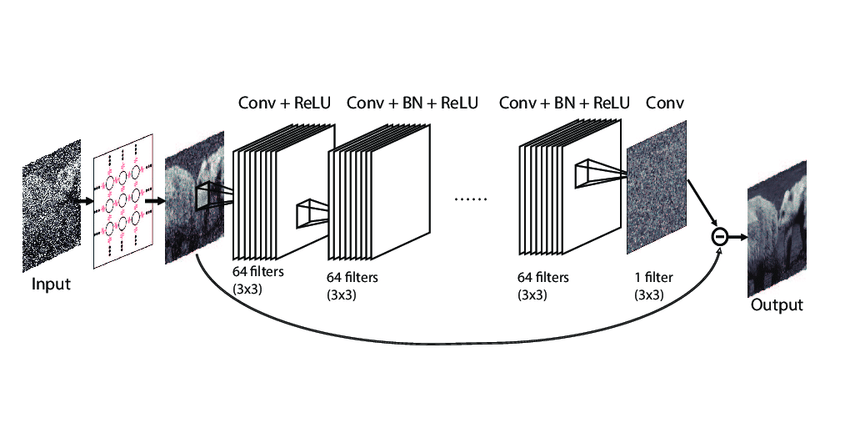 Conv + ReLU
Conv + BN + ReLU
Conv + BN + ReLU
Conv
......
Input
64 filters
(3x3)
64 filters
(3x3)
64 filters
(3x3)
1 filter
(3x3)
Output